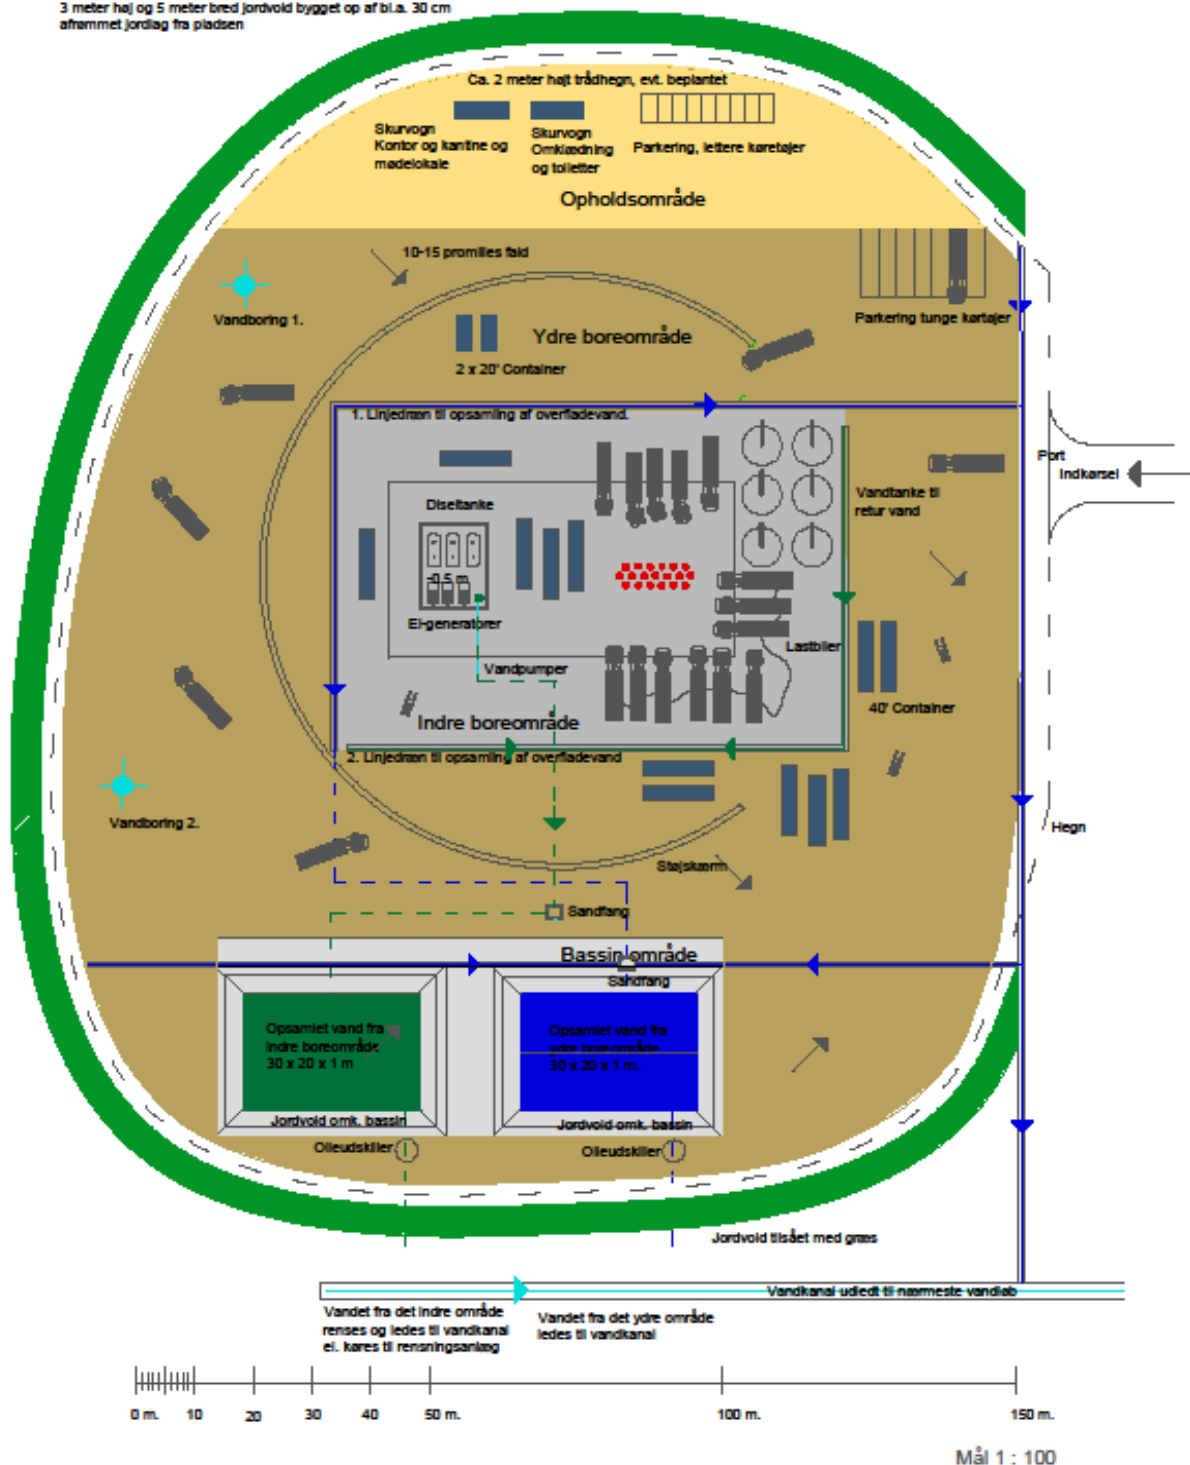 3 meter høj og 5 meter bred jordvold bygget op af bl.a. 30 cm
afrømmet jordlag fra pladsen
Ca. 2 meter højt trådhegn, evt. beplantet
Skurvogn
Kontor og kantine og
mødelokale
Skurvogn
Omklædning
og toiletter
Parkering, lettere køretøjer
Opholdsområde
10-15 promilles fald
Vandboring 1.
Ydre boreområde
2 x 20' Container
Parkering tunge kørtøjer
1. Linjedræn til opsamling af overfladevand.
Port
Indkørsel
Diseltanke
Vandtanke til
retur vand
-0,5 m
El-generatorer
Lastbiler
Vandpumper
40' Container
Indre boreområde
2. Linjedræn til opsamling af overfladevand
Vandboring 2.
Hegn
Støjskærm
Sandfang
Bassin område
Sandfang
Opsamlet vand fra
indre boreområde
30 x 20 x 1 m
Opsamlet vand fra
ydre boreområde
30 x 20 x 1 m.
Jordvold omk. bassin
Jordvold omk. bassin
Olieudskiller
Olieudskiller
Jordvold tilsået med græs
Vandkanal udledt til nærmeste vandløb
Vandet fra det indre område
renses og ledes til vandkanal
el. køres til rensningsanlæg
Vandet fra det ydre område
ledes til vandkanal
0 m. 10 20 30 40 50 m. 100 m. 150 m.
Mål 1 : 100